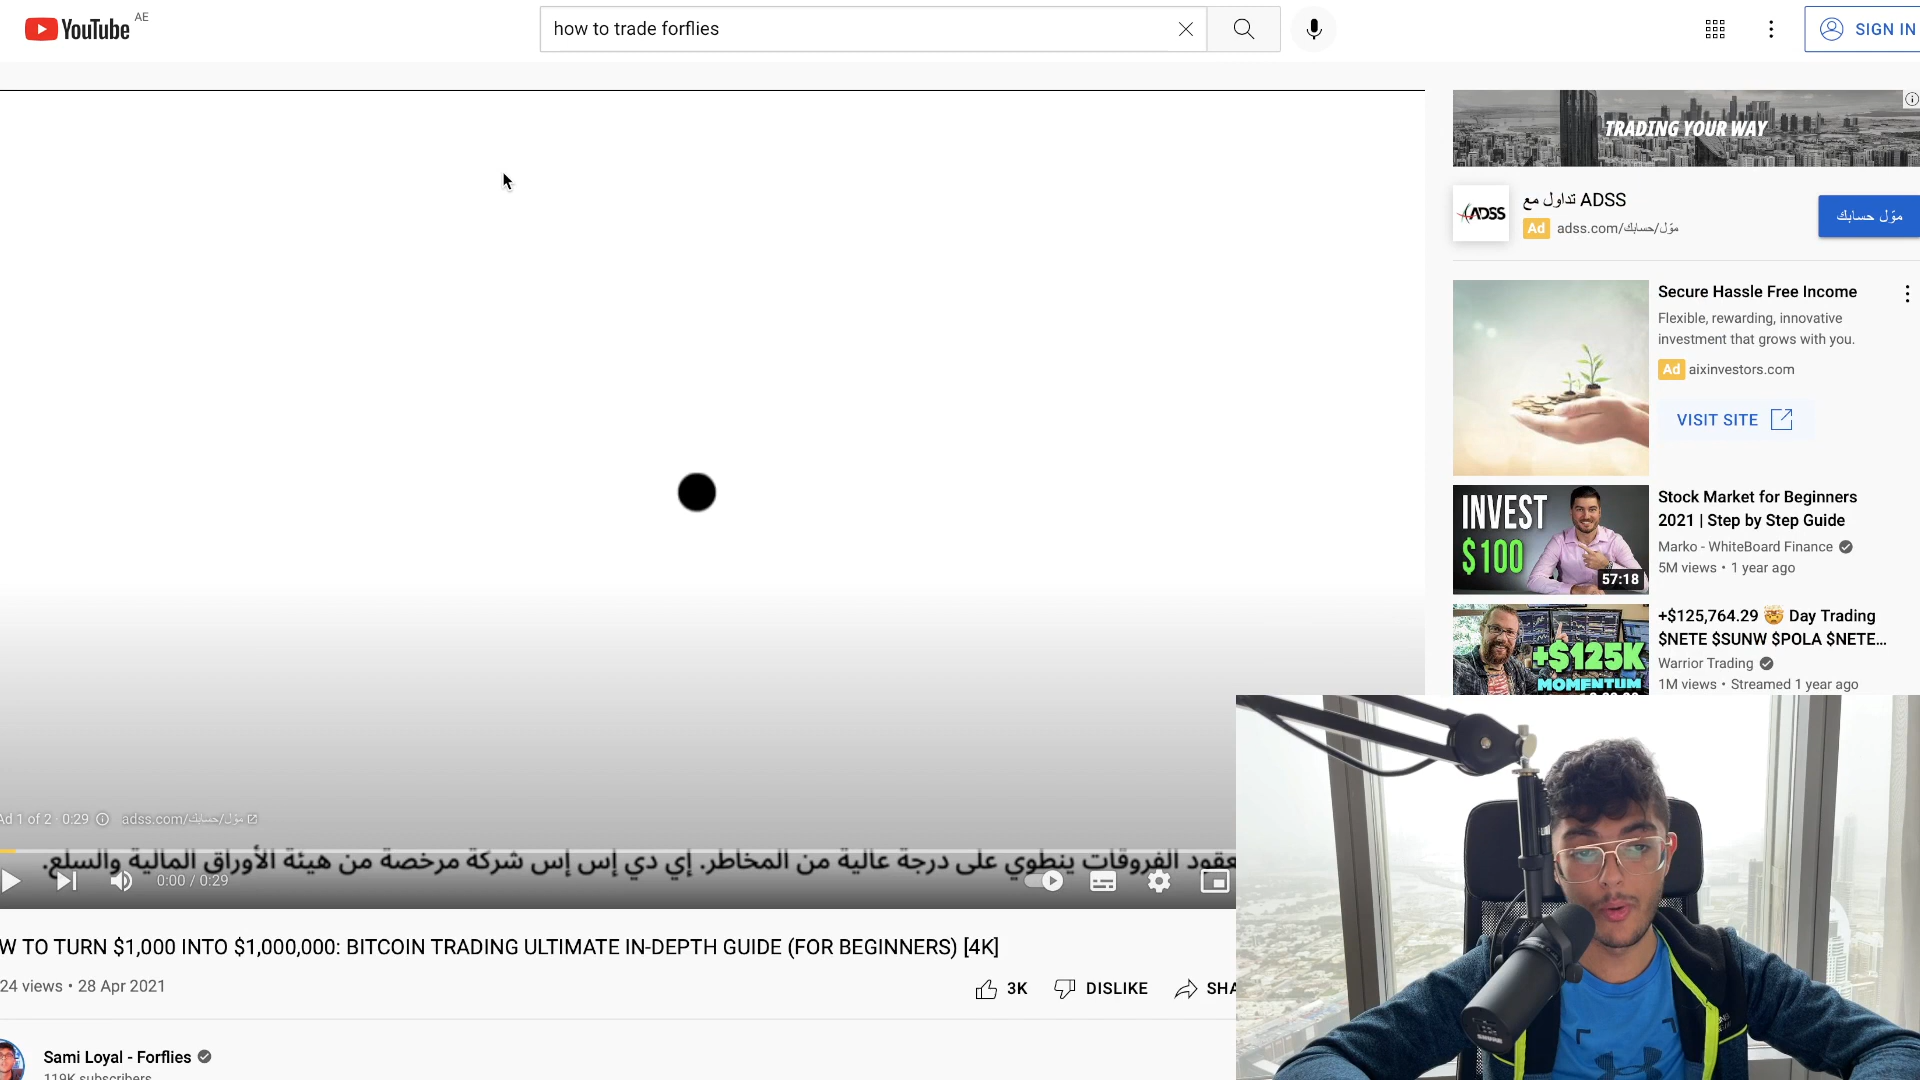 YouTube AE
how to trade forflies
SIGN IN
TRADING YOUR WAY
ADSS
تداول مع ADSS
Ad adss.com/موّل/حسابك
موّل حسابك
Secure Hassle Free Income
Flexible, rewarding, innovative
investment that grows with you.
Ad aixinvestors.com
VISIT SITE
INVEST
$100
57:18
Stock Market for Beginners
2021 | Step by Step Guide
Marko - WhiteBoard Finance
5M views • 1 year ago
+$125K
MOMENTUM
+$125,764.29 🤯 Day Trading
$NETE $SUNW $POLA $NETE...
Warrior Trading
1M views • Streamed 1 year ago
Ad 1 of 2 · 0:29 adss.com/موّل/حسابك
عقود الفروقات ينطوي على درجة عالية من المخاطر. إي دي إس إس شركة مرخصة من هيئة الأوراق المالية والسلع.
0:00 / 0:29
W TO TURN $1,000 INTO $1,000,000: BITCOIN TRADING ULTIMATE IN-DEPTH GUIDE (FOR BEGINNERS) [4K]
24 views • 28 Apr 2021
3K DISLIKE SHA
Sami Loyal - Forflies
119K subscribers